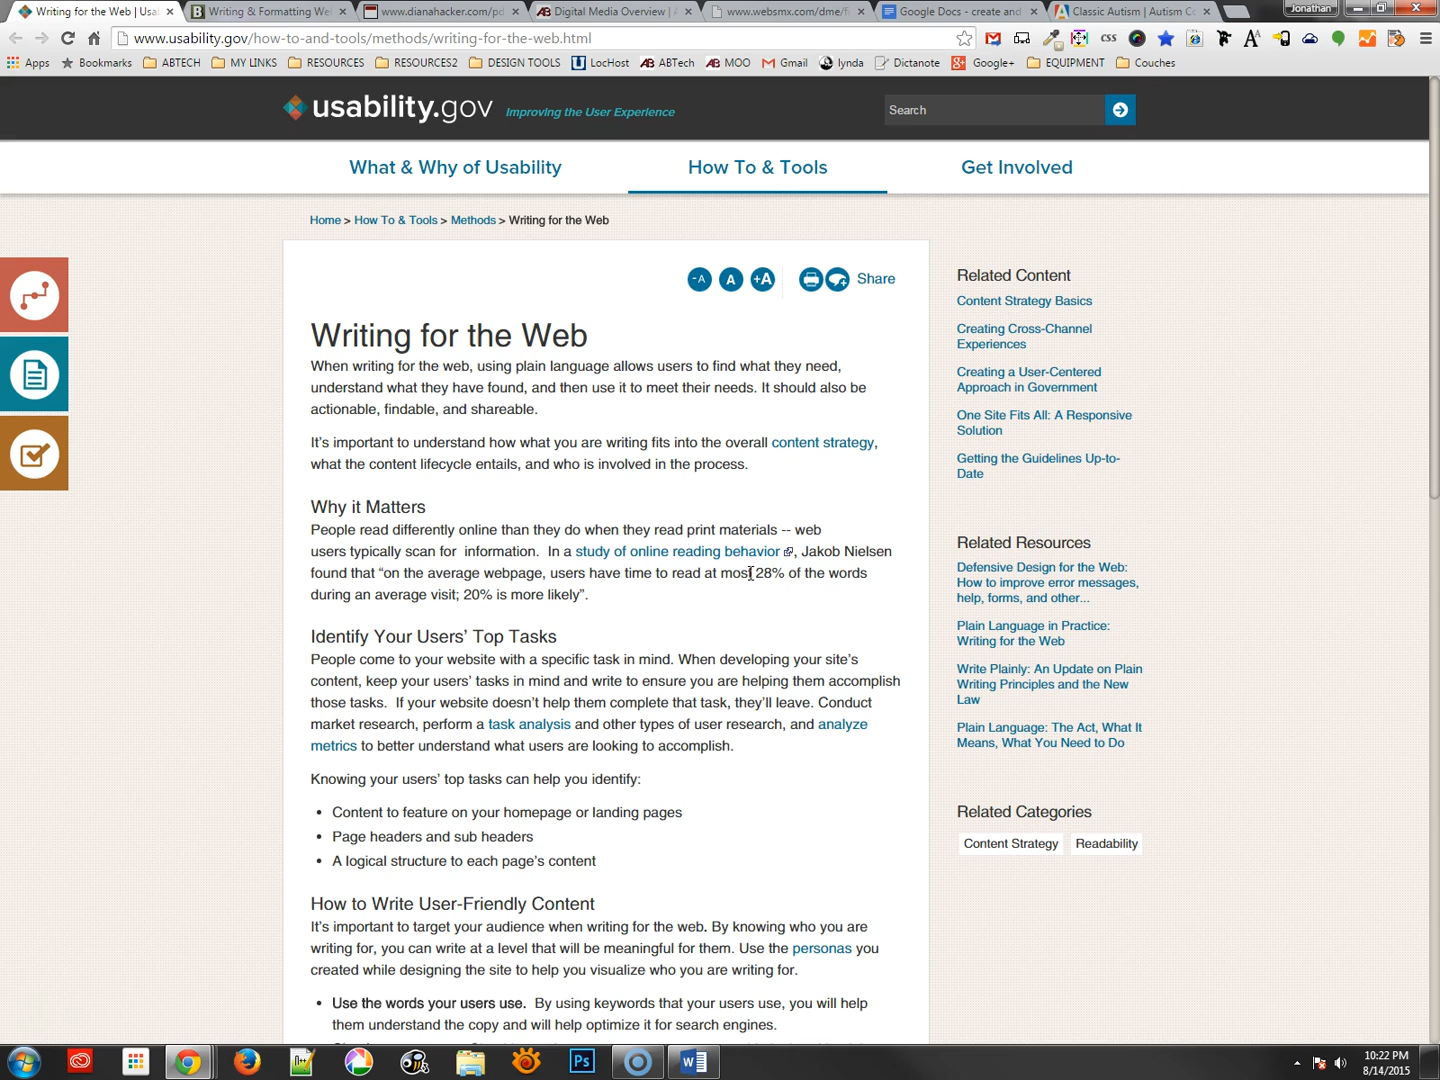 Writing for the Web | Usa
Writing & Formatting We
www.dianahacker.com/pd
Digital Media Overview |
www.websmx.com/dme/f
Google Docs - create and
Classic Autism | Autism C
Jonathan
www.usability.gov/how-to-and-tools/methods/writing-for-the-web.html
CSS
Apps
Bookmarks
ABTECH
MY LINKS
RESOURCES
RESOURCES2
DESIGN TOOLS
LocHost
ABTech
MOO
Gmail
lynda
Dictanote
Google+
EQUIPMENT
Couches
usability.gov
Improving the User Experience
Search
What & Why of Usability
How To & Tools
Get Involved
Home > How To & Tools > Methods > Writing for the Web
-A
A
+A
Share
Writing for the Web
When writing for the web, using plain language allows users to find what they need,
understand what they have found, and then use it to meet their needs. It should also be
actionable, findable, and shareable.
It's important to understand how what you are writing fits into the overall content strategy,
what the content lifecycle entails, and who is involved in the process.
Why it Matters
People read differently online than they do when they read print materials -- web
users typically scan for information. In a study of online reading behavior, Jakob Nielsen
found that “on the average webpage, users have time to read at most 28% of the words
during an average visit; 20% is more likely”.
Identify Your Users’ Top Tasks
People come to your website with a specific task in mind. When developing your site’s
content, keep your users’ tasks in mind and write to ensure you are helping them accomplish
those tasks. If your website doesn’t help them complete that task, they’ll leave. Conduct
market research, perform a task analysis and other types of user research, and analyze
metrics to better understand what users are looking to accomplish.
Knowing your users’ top tasks can help you identify:
• Content to feature on your homepage or landing pages
• Page headers and sub headers
• A logical structure to each page’s content
How to Write User-Friendly Content
It’s important to target your audience when writing for the web. By knowing who you are
writing for, you can write at a level that will be meaningful for them. Use the personas you
created while designing the site to help you visualize who you are writing for.
• Use the words your users use. By using keywords that your users use, you will help
them understand the copy and will help optimize it for search engines.
Related Content
Content Strategy Basics
Creating Cross-Channel
Experiences
Creating a User-Centered
Approach in Government
One Site Fits All: A Responsive
Solution
Getting the Guidelines Up-to-
Date
Related Resources
Defensive Design for the Web:
How to improve error messages,
help, forms, and other...
Plain Language in Practice:
Writing for the Web
Write Plainly: An Update on Plain
Writing Principles and the New
Law
Plain Language: The Act, What It
Means, What You Need to Do
Related Categories
Content Strategy
Readability
Ps
10:22 PM
8/14/2015